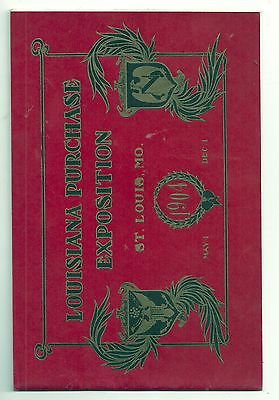 LOUISIANA PURCHASE
EXPOSITION
ST. LOUIS, MO.
1904
MAY 1 DEC 1